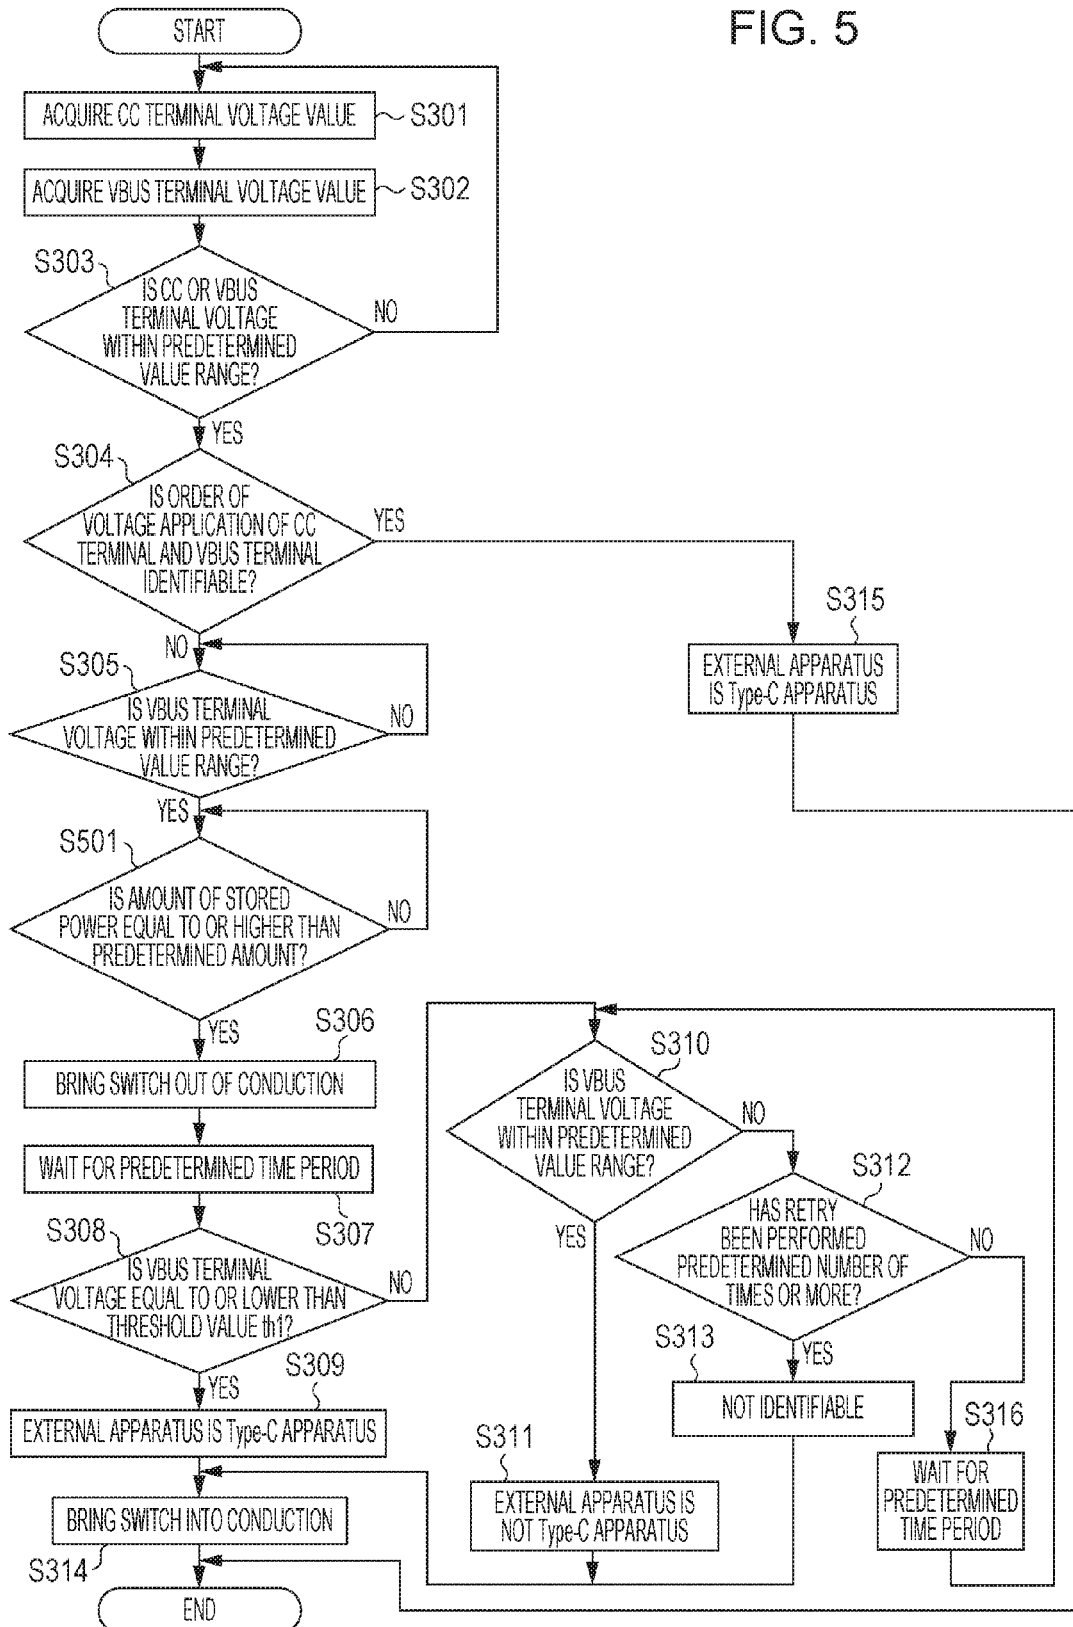 FIG. 5
START
ACQUIRE CC TERMINAL VOLTAGE VALUE
S301
ACQUIRE VBUS TERMINAL VOLTAGE VALUE
S302
S303
IS CC OR VBUS
TERMINAL VOLTAGE
WITHIN PREDETERMINED
VALUE RANGE?
NO
YES
S304
IS ORDER OF
VOLTAGE APPLICATION OF CC
TERMINAL AND VBUS TERMINAL
IDENTIFIABLE?
YES
NO
S315
EXTERNAL APPARATUS
IS Type-C APPARATUS
S305
IS VBUS TERMINAL
VOLTAGE WITHIN PREDETERMINED
VALUE RANGE?
NO
YES
S501
IS AMOUNT OF STORED
POWER EQUAL TO OR HIGHER THAN
PREDETERMINED AMOUNT?
NO
YES
S306
BRING SWITCH OUT OF CONDUCTION
WAIT FOR PREDETERMINED TIME PERIOD
S307
S308
IS VBUS TERMINAL
VOLTAGE EQUAL TO OR LOWER THAN
THRESHOLD VALUE th1?
NO
YES
S309
EXTERNAL APPARATUS IS Type-C APPARATUS
S310
IS VBUS
TERMINAL VOLTAGE
WITHIN PREDETERMINED
VALUE RANGE?
NO
YES
S312
HAS RETRY
BEEN PERFORMED
PREDETERMINED NUMBER OF
TIMES OR MORE?
NO
YES
S313
NOT IDENTIFIABLE
S311
EXTERNAL APPARATUS IS
NOT Type-C APPARATUS
S316
WAIT FOR
PREDETERMINED
TIME PERIOD
BRING SWITCH INTO CONDUCTION
S314
END